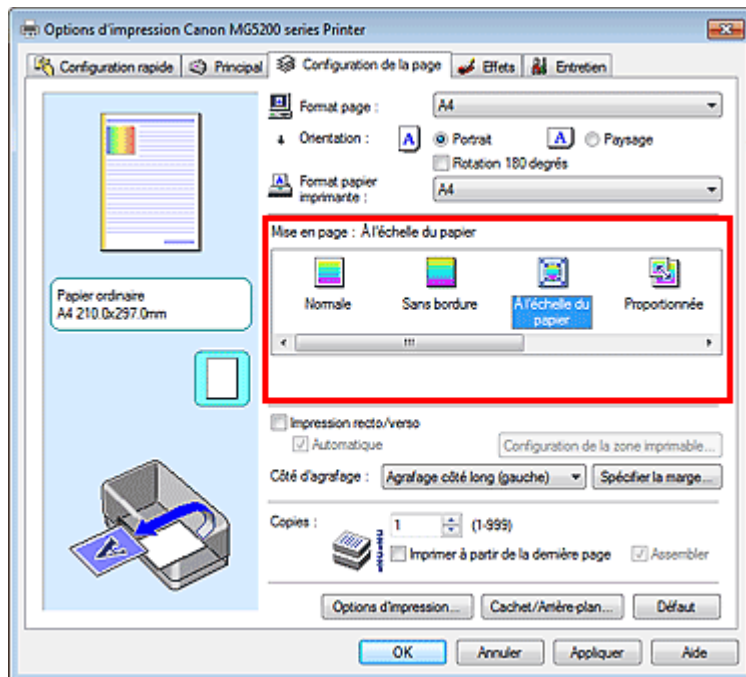 Options d'impression Canon MG5200 series Printer
Configuration rapide Principal Configuration de la page Effets Entretien
Format page : A4
Orientation : A Portrait A Paysage
Rotation 180 degrés
Format papier
imprimante : A4
Mise en page : À l'échelle du papier
Normale Sans bordure À l'échelle du
papier Proportionnée
Papier ordinaire
A4 210.0x297.0mm
Impression recto/verso
Automatique Configuration de la zone imprimable...
Côté d'agrafage : Agrafage côté long (gauche) Spécifier la marge...
Copies : 1 (1-999)
Imprimer à partir de la dernière page Assembler
Options d'impression... Cachet/Arrière-plan... Défaut
OK Annuler Appliquer Aide